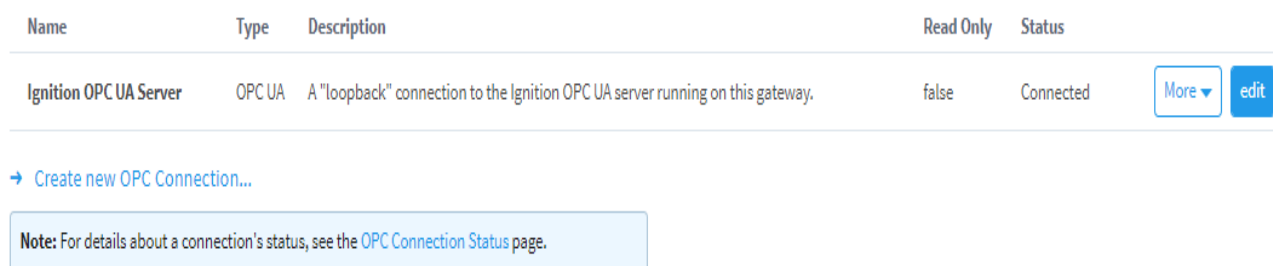 Name Type Description Read Only Status
Ignition OPC UA Server OPC UA A "loopback" connection to the Ignition OPC UA server running on this gateway. false Connected More edit
Create new OPC Connection...
Note: For details about a connection's status, see the OPC Connection Status page.